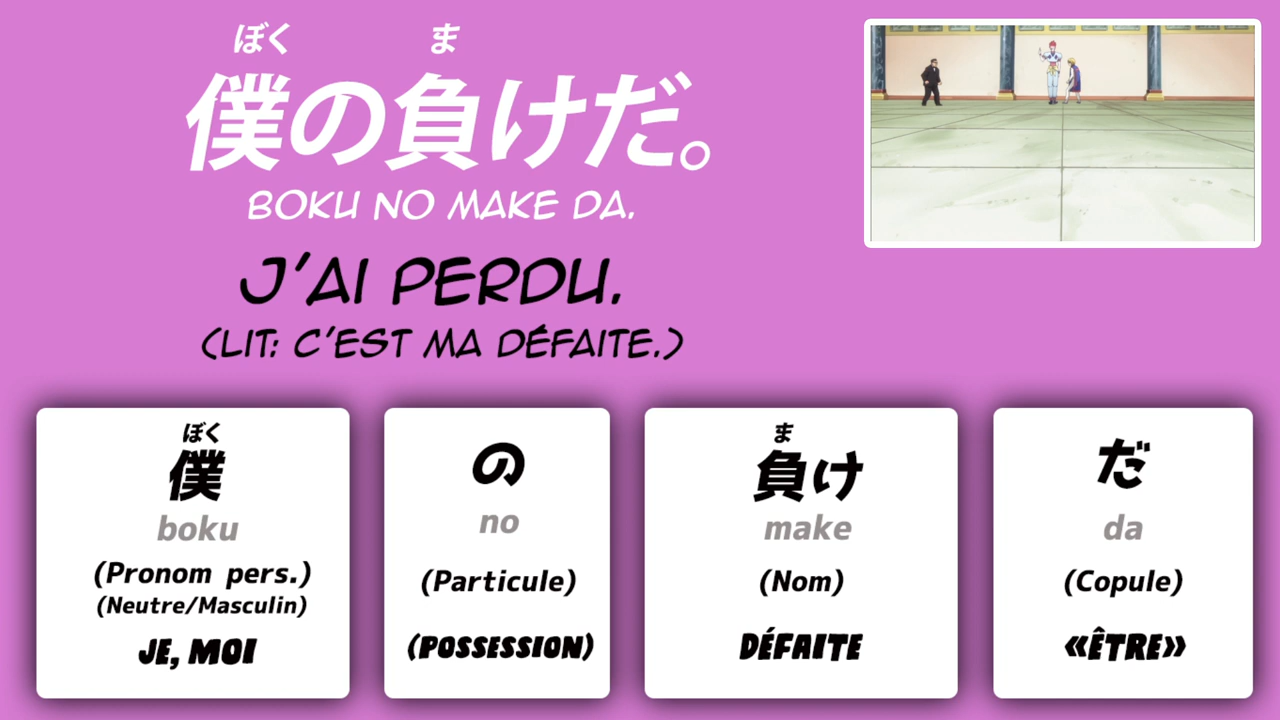 ぼく ま
僕の負けだ。
BOKU NO MAKE DA.
J'AI PERDU.
(LIT: C'EST MA DÉFAITE.)
ぼく
僕
boku
(Pronom pers.)
(Neutre/Masculin)
JE, MOI
の
no
(Particule)
(POSSESSION)
ま
負け
make
(Nom)
DÉFAITE
だ
da
(Copule)
«ÊTRE»